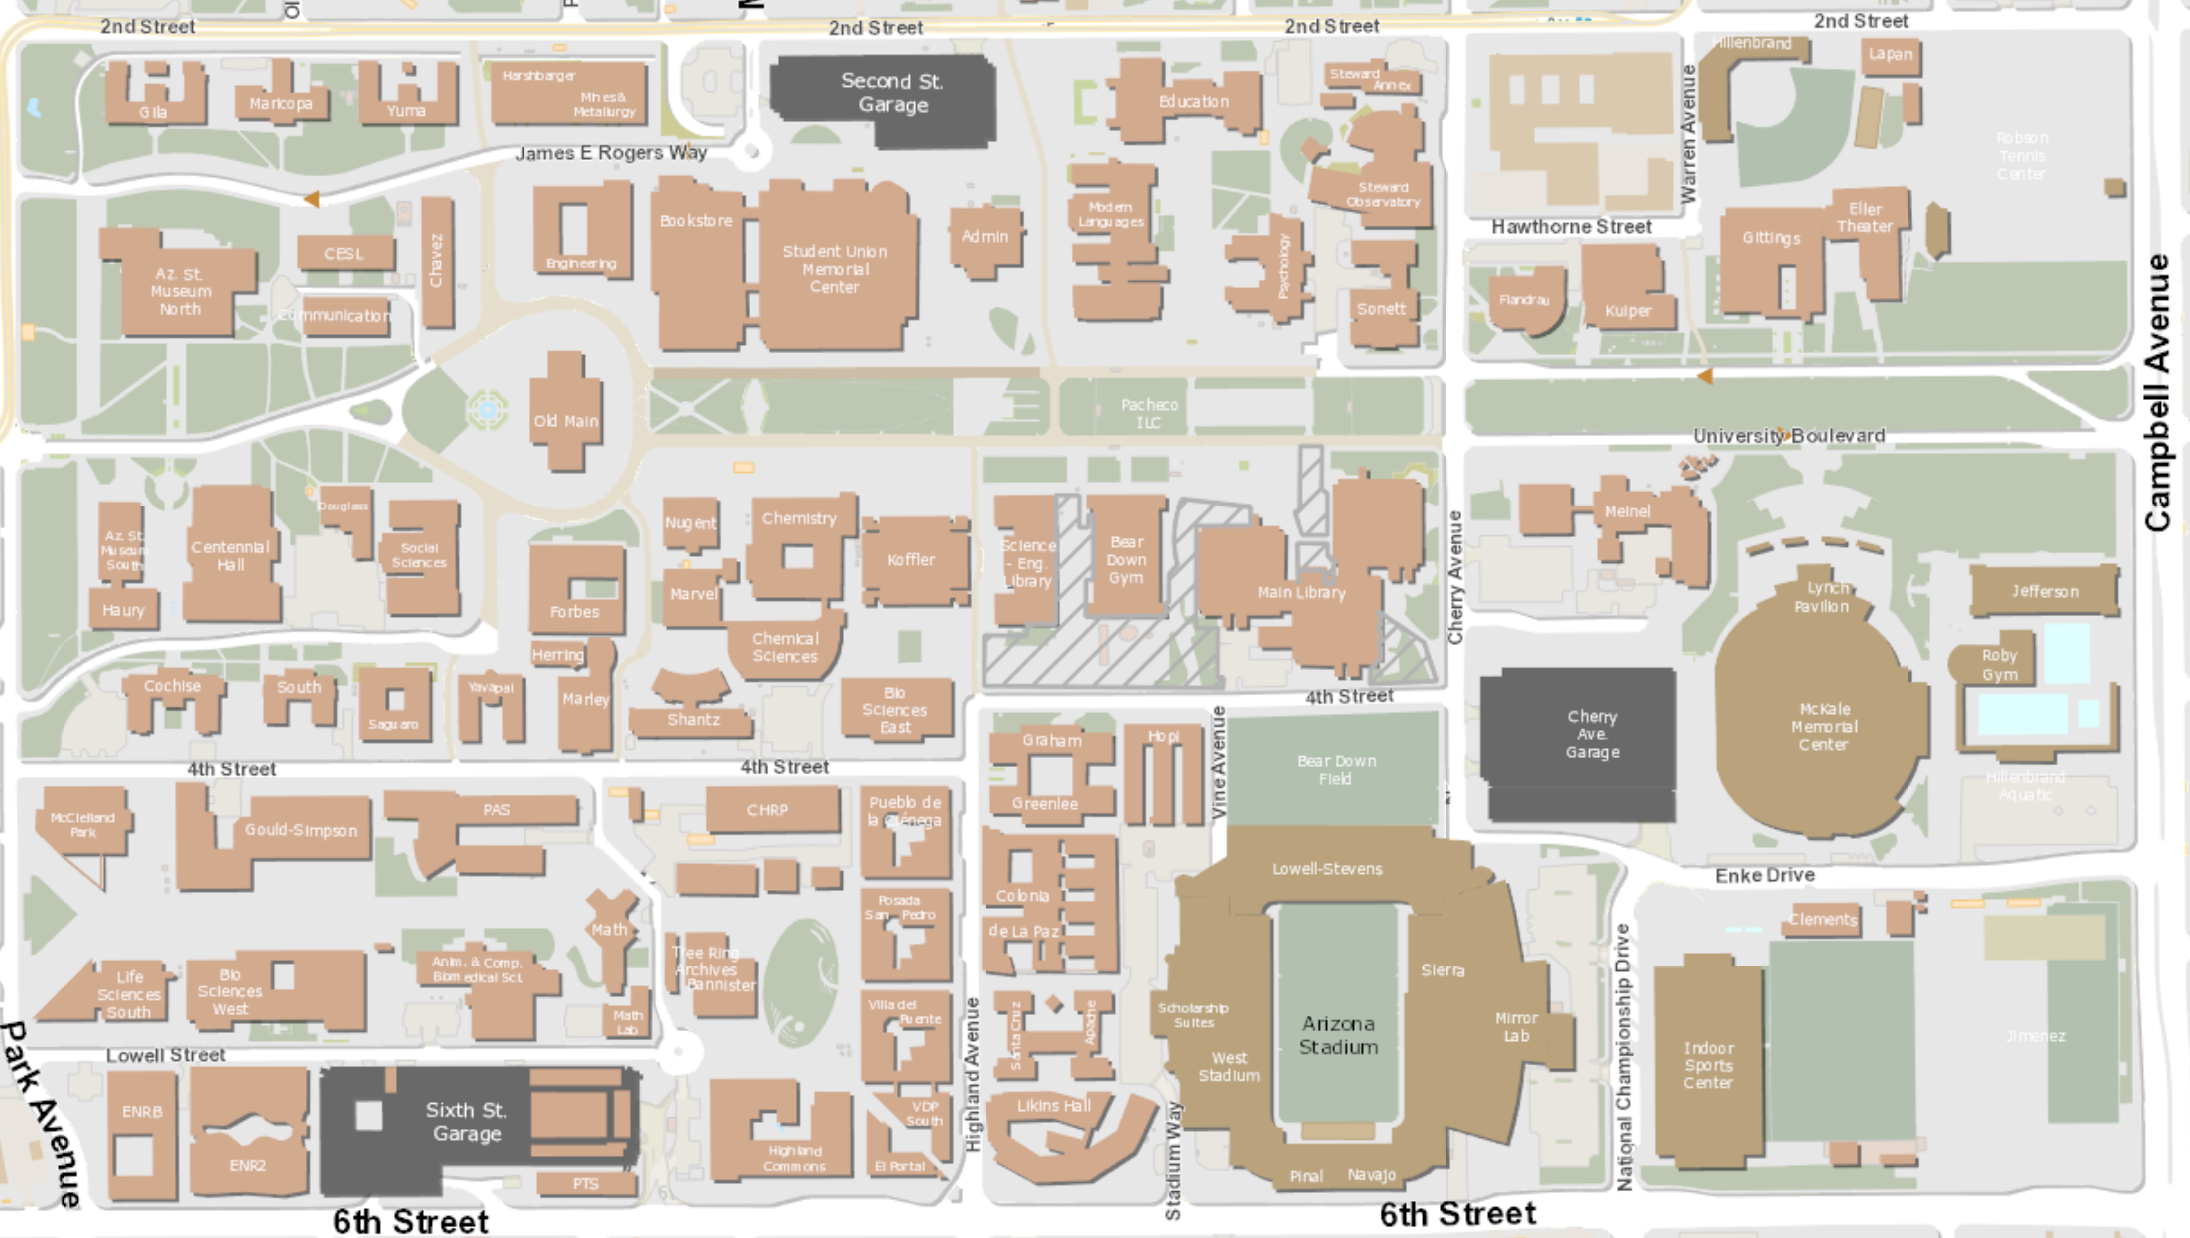 2nd Street
2nd Street
2nd Street
2nd Street
Hillenbrand
Lapan
Gila
Maricopa
Yuma
Harshbarger
Mines &
Metallurgy
Second St.
Garage
Education
Steward
Annex
Warren Avenue
Robson
Tennis
Center
James E Rogers Way
Steward
Observatory
Az. St.
Museum
North
CESL
Communication
Chavez
Engineering
Bookstore
Student Union
Memorial
Center
Admin
Modern
Languages
Psychology
Sonett
Hawthorne Street
Flandrau
Kuiper
Gittings
Eller
Theater
Campbell Avenue
Old Main
Pacheco
ILC
University Boulevard
Az. St.
Museum
South
Haury
Centennial
Hall
Douglass
Social
Sciences
Forbes
Herring
Marley
Nugent
Marvel
Chemistry
Koffler
Chemical
Sciences
Science
- Eng.
Library
Bear
Down
Gym
Main Library
Cherry Avenue
Meinel
Lynch
Pavilion
Jefferson
Roby
Gym
Cochise
South
Saguaro
Yavapai
Shantz
Bio
Sciences
East
4th Street
Cherry
Ave.
Garage
McKale
Memorial
Center
Hillenbrand
Aquatic
4th Street
4th Street
Graham
Greenlee
Hopi
Vine Avenue
Bear Down
Field
McClelland
Park
Gould-Simpson
PAS
CHRP
Pueblo de
la Cienega
Lowell-Stevens
Enke Drive
Math
Posada
San Pedro
Colonia
de La Paz
Clements
Life
Sciences
South
Bio
Sciences
West
Anim. & Comp.
Biomedical Sci.
Tree Ring
Archives
Bannister
Math
Lab
Villa del
Puente
Highland Avenue
Santa Cruz
Apache
Scholarship
Suites
West
Stadium
Arizona
Stadium
Sierra
Mirror
Lab
National Championship Drive
Indoor
Sports
Center
Jimenez
Park Avenue
Lowell Street
ENRB
ENR2
Sixth St.
Garage
PTS
Highland
Commons
VDP
South
El Portal
Likins Hall
Stadium Way
Pinal
Navajo
6th Street
6th Street